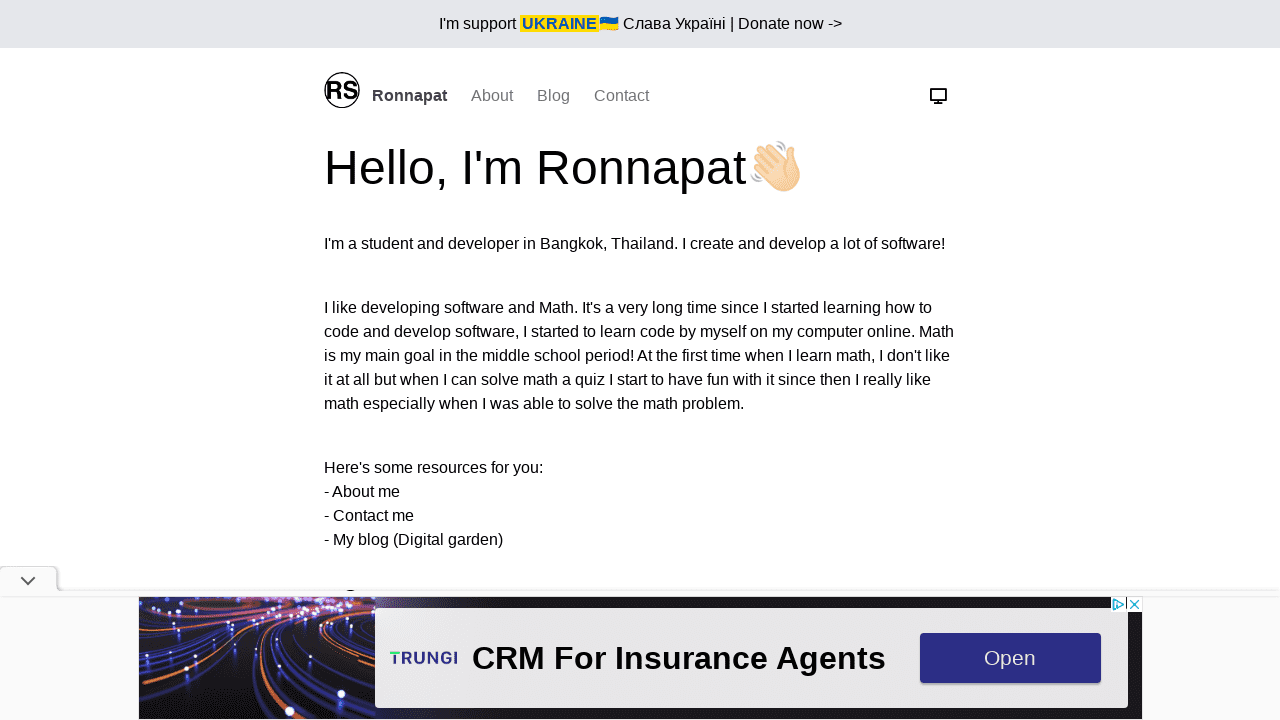 I'm support UKRAINE🇺🇦 Слава Україні | Donate now ->
RS
Ronnapat About Blog Contact
Hello, I'm Ronnapat👋🏻
I'm a student and developer in Bangkok, Thailand. I create and develop a lot of software!
I like developing software and Math. It's a very long time since I started learning how to
code and develop software, I started to learn code by myself on my computer online. Math
is my main goal in the middle school period! At the first time when I learn math, I don't like
it at all but when I can solve math a quiz I start to have fun with it since then I really like
math especially when I was able to solve the math problem.
Here's some resources for you:
- About me
- Contact me
- My blog (Digital garden)
TRUNGI
CRM For Insurance Agents
Open